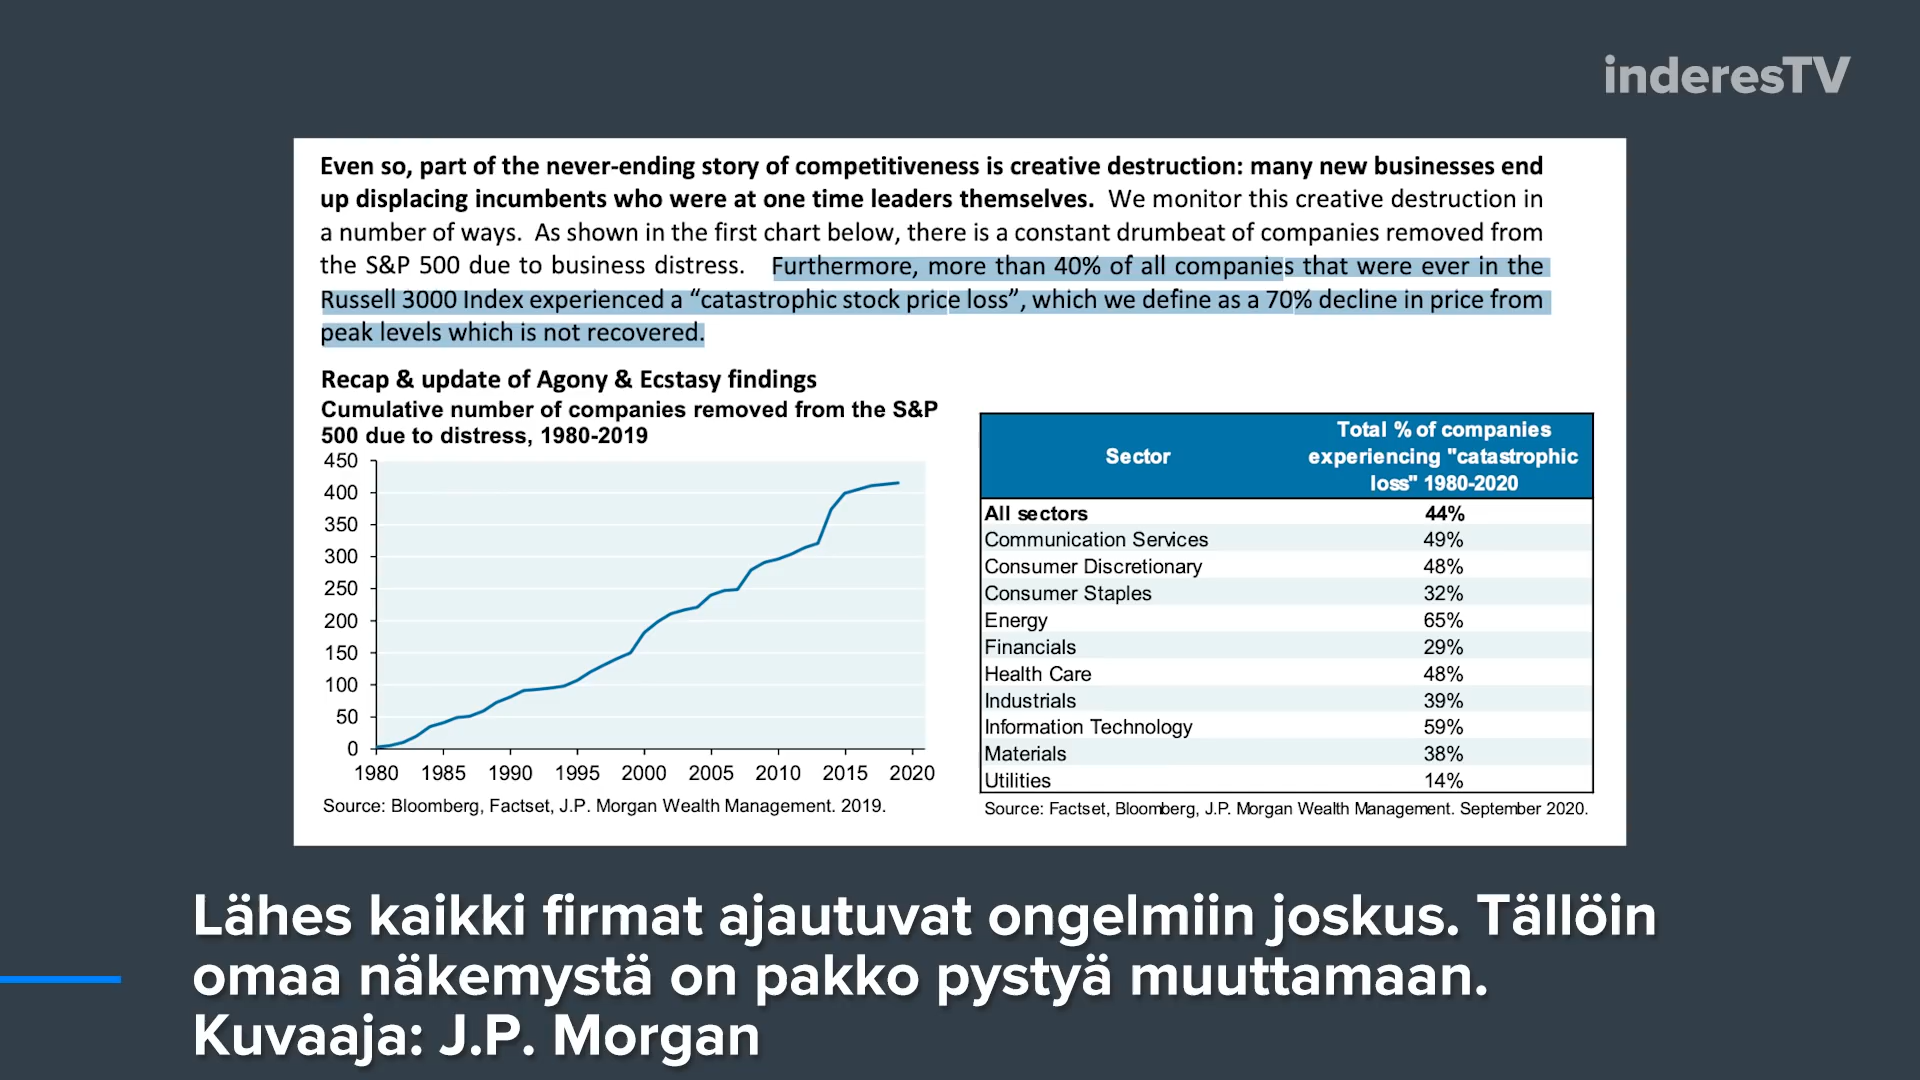 inderesTV
Even so, part of the never-ending story of competitiveness is creative destruction: many new businesses end
up displacing incumbents who were at one time leaders themselves. We monitor this creative destruction in
a number of ways. As shown in the first chart below, there is a constant drumbeat of companies removed from
the S&P 500 due to business distress. Furthermore, more than 40% of all companies that were ever in the
Russell 3000 Index experienced a “catastrophic stock price loss”, which we define as a 70% decline in price from
peak levels which is not recovered.
Recap & update of Agony & Ecstasy findings
Cumulative number of companies removed from the S&P
500 due to distress, 1980-2019
450
400
350
300
250
200
150
100
50
0
1980 1985 1990 1995 2000 2005 2010 2015 2020
Source: Bloomberg, Factset, J.P. Morgan Wealth Management. 2019.
Total % of companies
Sector experiencing "catastrophic
loss" 1980-2020
All sectors 44%
Communication Services 49%
Consumer Discretionary 48%
Consumer Staples 32%
Energy 65%
Financials 29%
Health Care 48%
Industrials 39%
Information Technology 59%
Materials 38%
Utilities 14%
Source: Factset, Bloomberg, J.P. Morgan Wealth Management. September 2020.
Lähes kaikki firmat ajautuvat ongelmiin joskus. Tällöin
omaa näkemystä on pakko pystyä muuttamaan.
Kuvaaja: J.P. Morgan